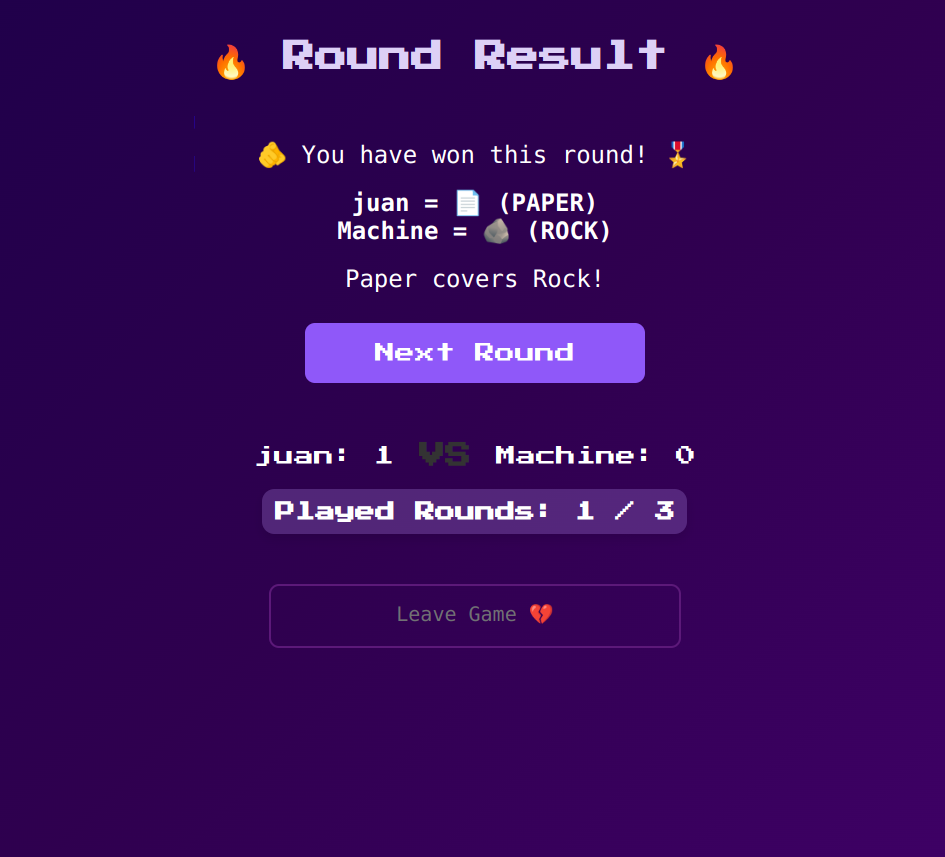 🔥 Round Result 🔥
🫵 You have won this round! 🎖️
juan = 📄 (PAPER)
Machine = 🪨 (ROCK)
Paper covers Rock!
Next Round
juan: 1 VS Machine: 0
Played Rounds: 1 / 3
Leave Game 💔